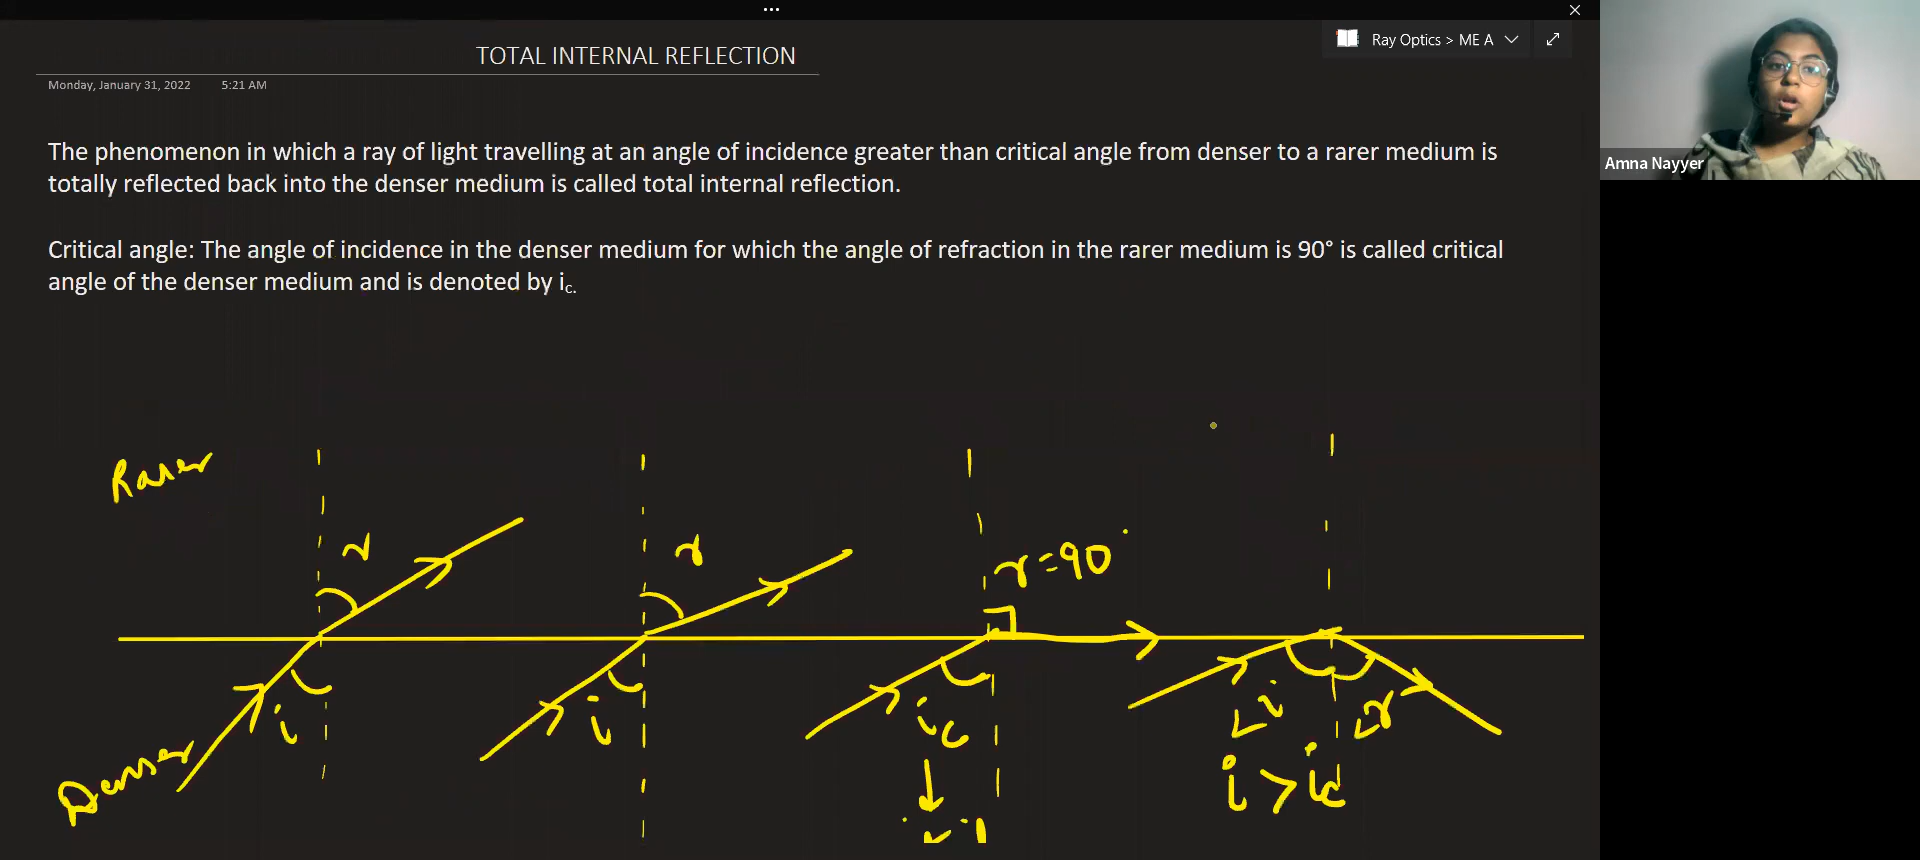 TOTAL INTERNAL REFLECTION
Ray Optics > ME A
Monday, January 31, 2022 5:21 AM
Amna Nayyer
The phenomenon in which a ray of light travelling at an angle of incidence greater than critical angle from denser to a rarer medium is
totally reflected back into the denser medium is called total internal reflection.
Critical angle: The angle of incidence in the denser medium for which the angle of refraction in the rarer medium is 90° is called critical
angle of the denser medium and is denoted by ic.
Rarer
r
r
r=90°
i
i
ic
∠i
∠r
Denser
i>ic